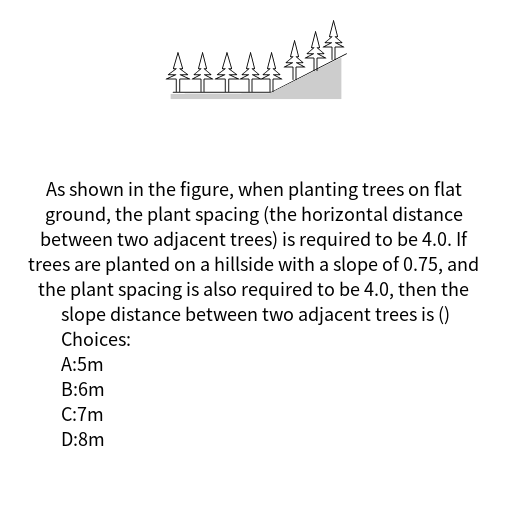 As shown in the figure, when planting trees on flat
ground, the plant spacing (the horizontal distance
between two adjacent trees) is required to be 4.0. If
trees are planted on a hillside with a slope of 0.75, and
the plant spacing is also required to be 4.0, then the
slope distance between two adjacent trees is ()
Choices:
A:5m
B:6m
C:7m
D:8m